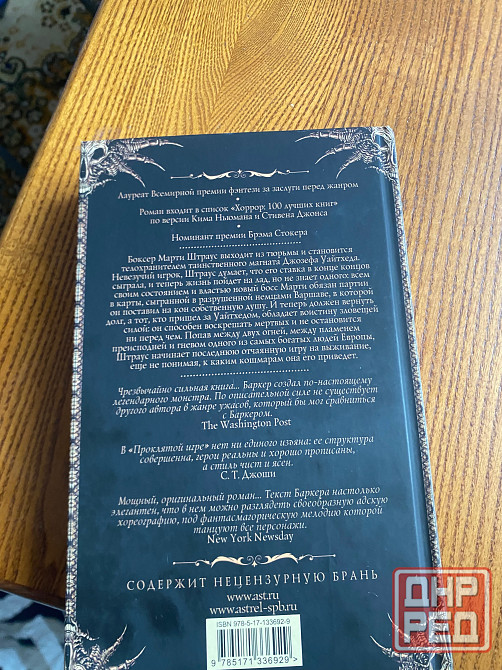 Лауреат Всемирной премии фэнтези за заслуги перед жанром
Роман входит в список «Хоррор: 100 лучших книг»
по версии Кима Ньюмана и Стивена Джонса
Номинант премии Брэма Стокера
Боксер Марти Штраус выходит из тюрьмы и становится
телохранителем таинственного магната Джозефа Уайтхеда.
Невезучий игрок, Штраус думает, что его ставка в конце концов
сыграла, и теперь жизнь пойдет на лад, но не знает одного: всем
своим состоянием и властью новый босс Марти обязан партии
в карты, сыгранной в разрушенной немцами Варшаве, в которой
он поставил на кон собственную душу. И теперь должен вернуть
долг, а тот, кто пришел за Уайтхедом, обладает воистину зловещей
силой: он способен воскрешать мертвых и не остановится
ни перед чем. Попав между двух огней, между пламенем
преисподней и гневом одного из самых богатых людей Европы,
Штраус начинает последнюю отчаянную игру на выживание,
еще не понимая, к каким кошмарам она его приведет.
Чрезвычайно сильная книга... Баркер создал по-настоящему
легендарного монстра. По описательной силе не существует
другого автора в жанре ужасов, который бы мог сравниться
с Баркером.
The Washington Post
В «Проклятой игре» нет ни единого изъяна: ее структура
совершенна, герои реальны и хорошо прописаны,
а стиль чист и ясен.
С. Т. Джоши
Мощный, оригинальный роман... Текст Баркера настолько
элегантен, что в нем можно разглядеть своеобразную адскую
хореографию, под фантасмагорическую мелодию которой
танцуют все персонажи.
New York Newsday
СОДЕРЖИТ НЕЦЕНЗУРНУЮ БРАНЬ
www.ast.ru
www.astrel-spb.ru
ISBN 978-5-17-133692-9
9 785171 336929 >
ДНР
РЕД